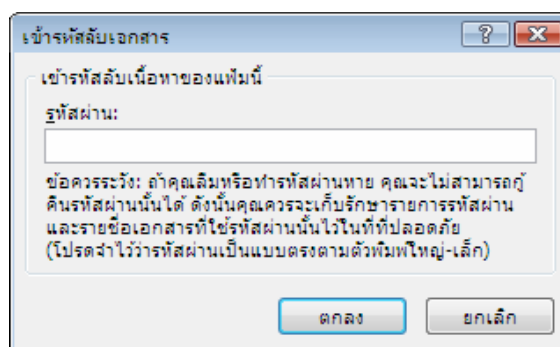 เข้ารหัสลับเอกสาร
เข้ารหัสลับเนื้อหาของแฟ้มนี้
รหัสผ่าน:
ข้อควรระวัง: ถ้าคุณลืมหรือทำรหัสผ่านหาย คุณจะไม่สามารถกู้
คืนรหัสผ่านนั้นได้ ดังนั้นคุณควรจะเก็บรักษารายการรหัสผ่าน
และรายชื่อเอกสารที่ใช้รหัสผ่านนั้นไว้ในที่ที่ปลอดภัย
(โปรดจำไว้ว่ารหัสผ่านเป็นแบบตรงตามตัวพิมพ์ใหญ่-เล็ก)
ตกลง ยกเลิก